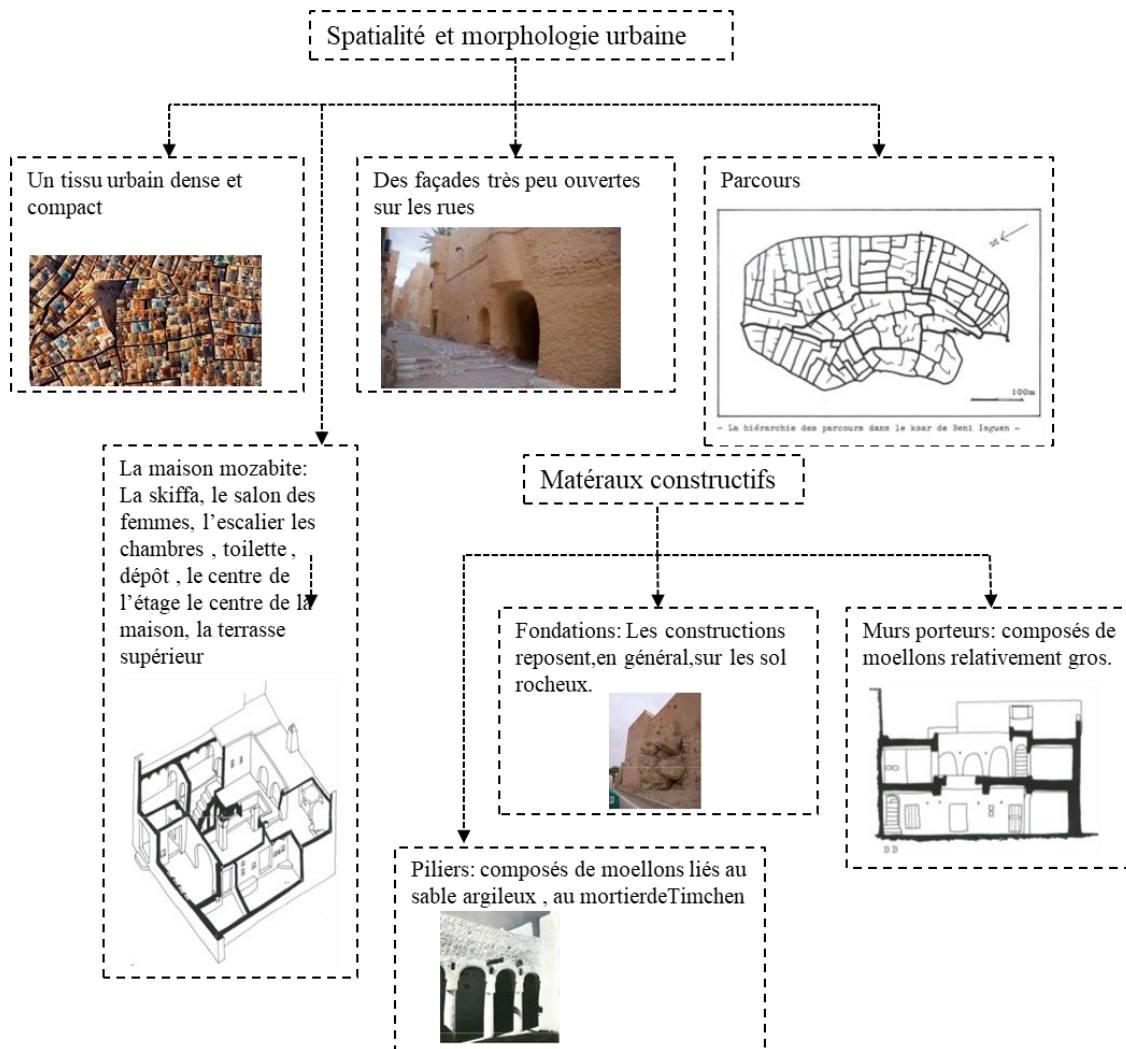 Spatialité et morphologie urbaine
Un tissu urbain dense et
compact
Des façades très peu ouvertes
sur les rues
Parcours
100m
- La hiérarchie des parcours dans le ksar de Beni Isguen -
La maison mozabite:
La skiffa, le salon des
femmes, l’escalier les
chambres , toilette ,
dépôt , le centre de
l’étage le centre de la
maison, la terrasse
supérieur
Matéraux constructifs
Fondations: Les constructions
reposent,en général,sur les sol
rocheux.
Murs porteurs: composés de
moellons relativement gros.
BB
Piliers: composés de moellons liés au
sable argileux , au mortierdeTimchen